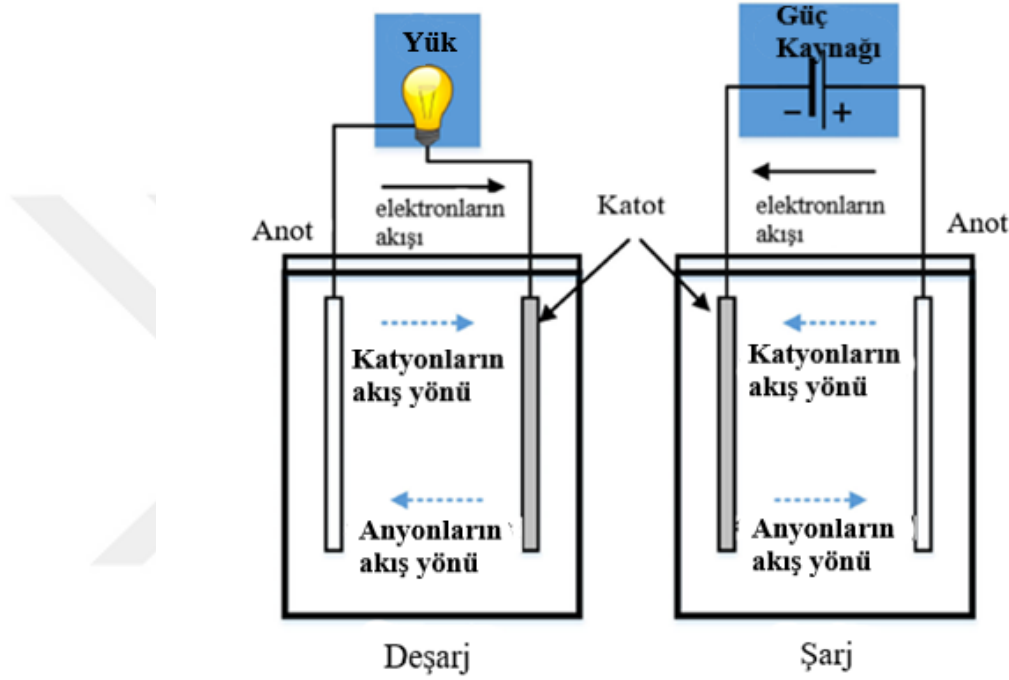 Yük
elektronların
akışı
Anot
Katyonların
akış yönü
Anyonların
akış yönü
Deşarj
Katot
Güç
Kaynağı
− +
elektronların
akışı
Anot
Katyonların
akış yönü
Anyonların
akış yönü
Şarj